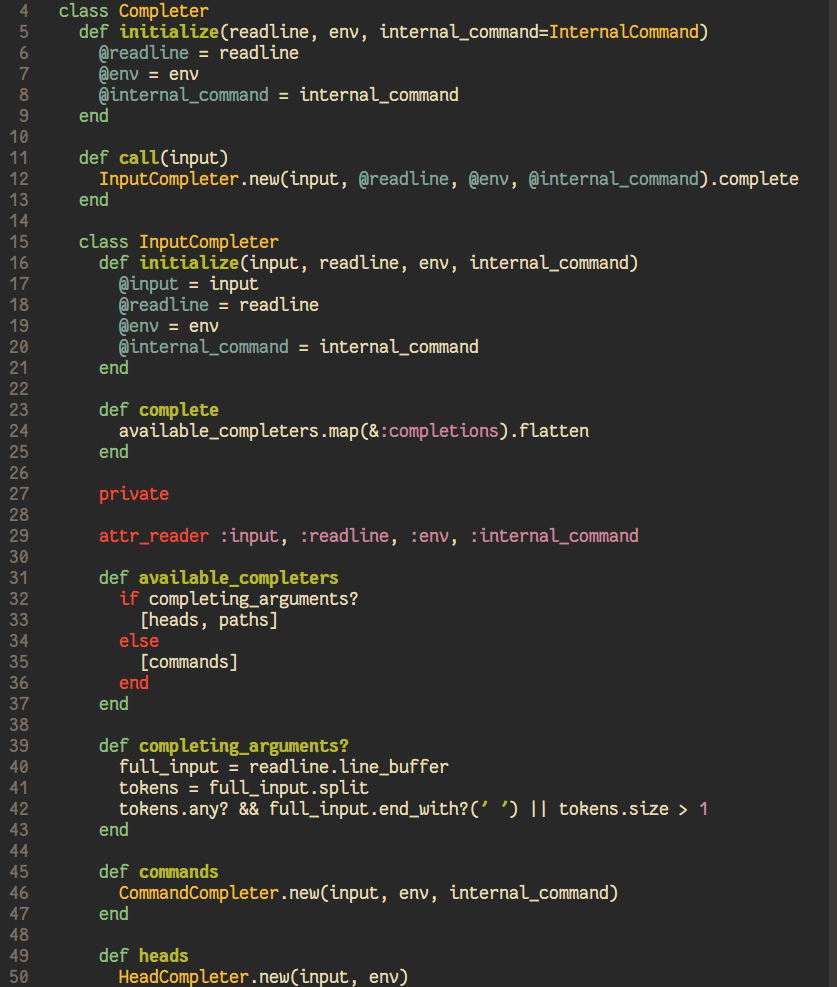 4 class Completer
5   def initialize(readline, env, internal_command=InternalCommand)
6     @readline = readline
7     @env = env
8     @internal_command = internal_command
9   end
10
11   def call(input)
12     InputCompleter.new(input, @readline, @env, @internal_command).complete
13   end
14
15   class InputCompleter
16     def initialize(input, readline, env, internal_command)
17       @input = input
18       @readline = readline
19       @env = env
20       @internal_command = internal_command
21     end
22
23     def complete
24       available_completers.map(&:completions).flatten
25     end
26
27     private
28
29     attr_reader :input, :readline, :env, :internal_command
30
31     def available_completers
32       if completing_arguments?
33         [heads, paths]
34       else
35         [commands]
36       end
37     end
38
39     def completing_arguments?
40       full_input = readline.line_buffer
41       tokens = full_input.split
42       tokens.any? && full_input.end_with?(' ') || tokens.size > 1
43     end
44
45     def commands
46       CommandCompleter.new(input, env, internal_command)
47     end
48
49     def heads
50       HeadCompleter.new(input, env)